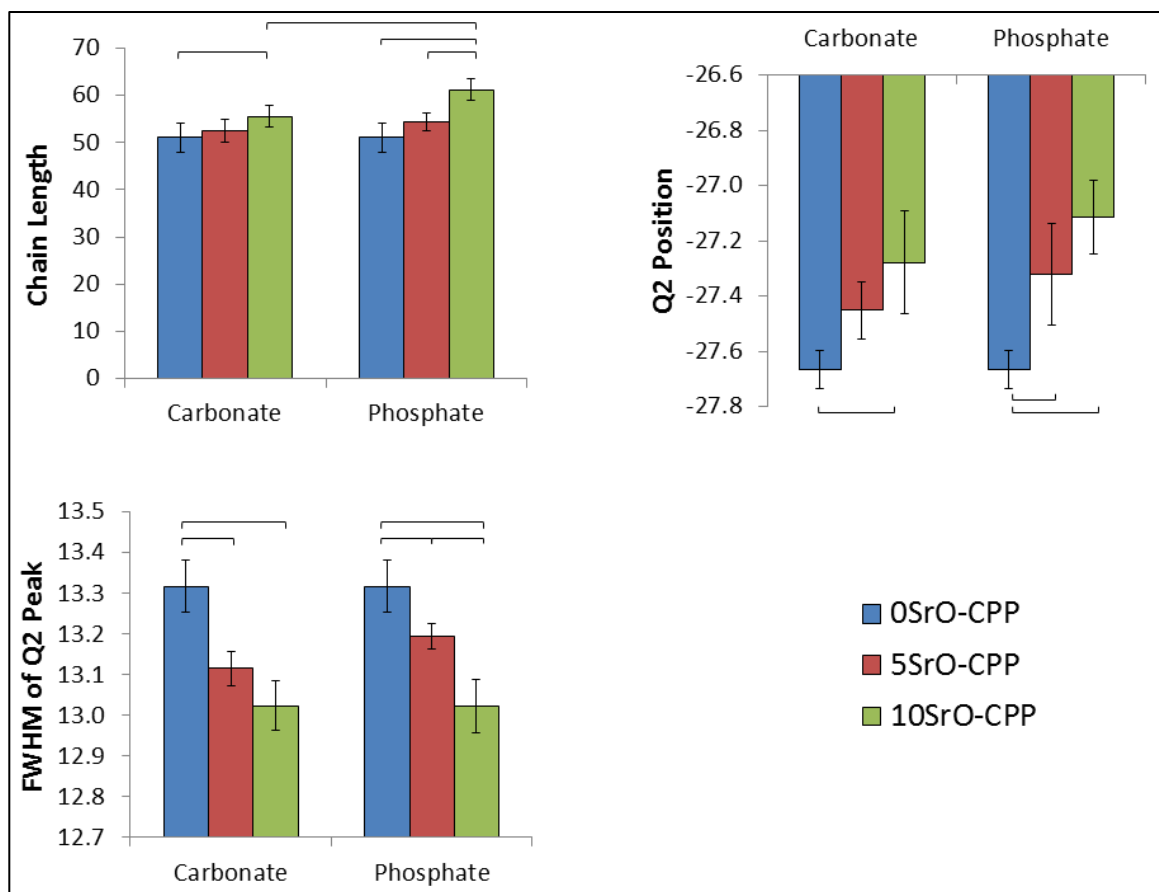 Chain Length
70
60
50
40
30
20
10
0
Carbonate Phosphate
Carbonate Phosphate
Q2 Position
-26.6
-26.8
-27.0
-27.2
-27.4
-27.6
-27.8
FWHM of Q2 Peak
13.5
13.4
13.3
13.2
13.1
13.0
12.9
12.8
12.7
Carbonate Phosphate
0SrO-CPP
5SrO-CPP
10SrO-CPP